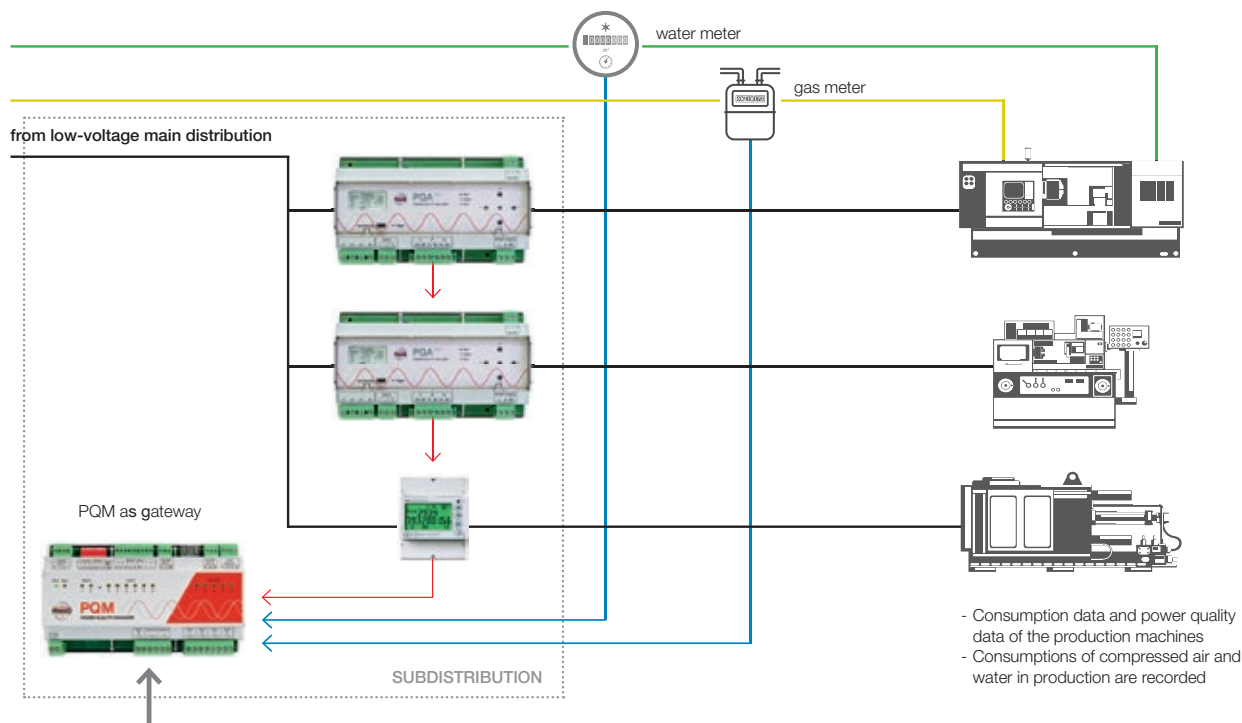 water meter
gas meter
from low-voltage main distribution
PQA
PQA
PQM as gateway
PQM
SUBDISTRIBUTION
- Consumption data and power quality
data of the production machines
- Consumptions of compressed air and
water in production are recorded